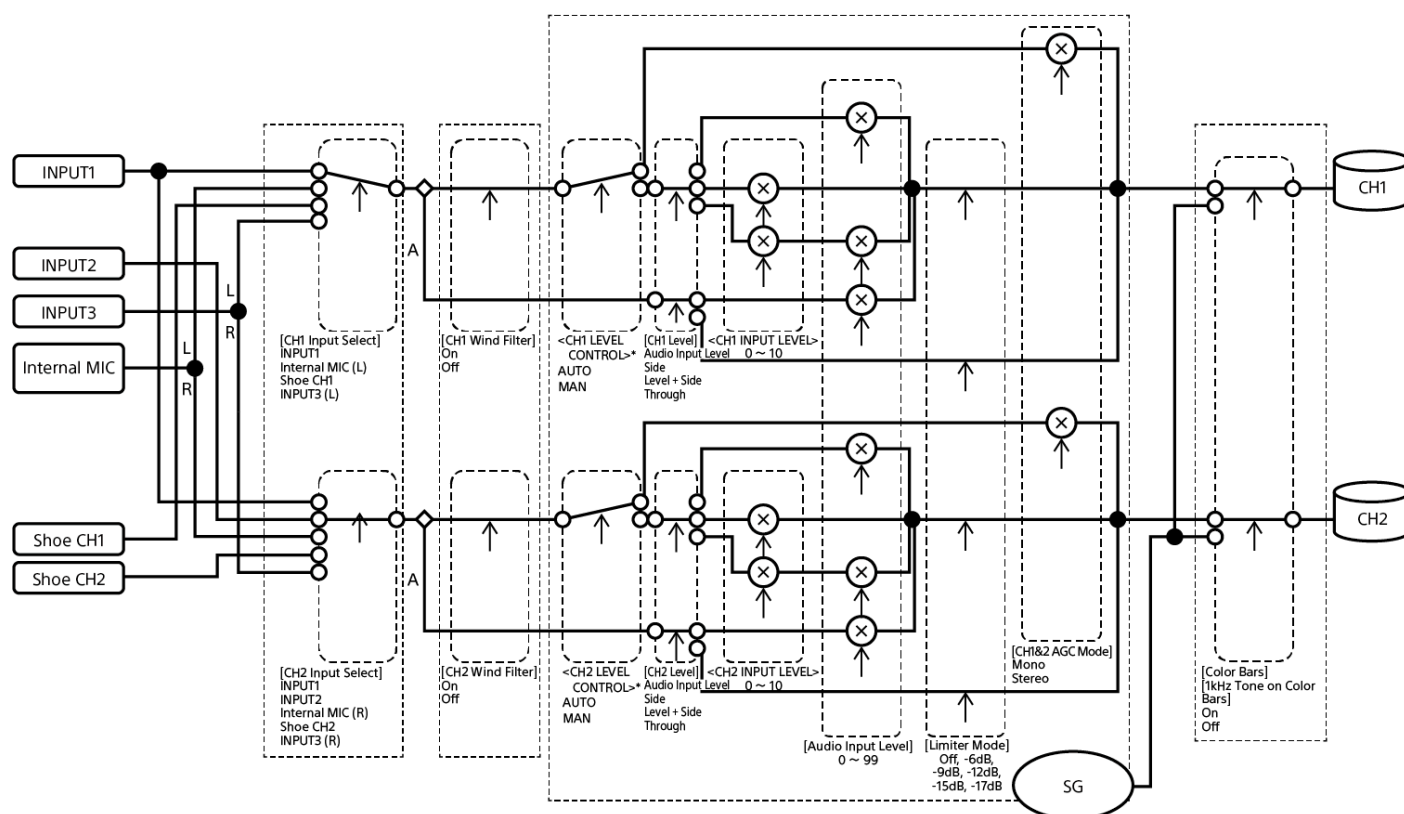 INPUT1
INPUT2
INPUT3
Internal MIC
Shoe CH1
Shoe CH2
L
R
L
R
A
[CH1 Input Select]
INPUT1
Internal MIC (L)
Shoe CH1
INPUT3 (L)
[CH1 Wind Filter]
On
Off
<CH1 LEVEL
CONTROL>*
AUTO
MAN
[CH1 Level]
Audio Input Level
Side
Level + Side
Through
<CH1 INPUT LEVEL>
0 ~ 10
CH1
A
[CH2 Input Select]
INPUT1
INPUT2
Internal MIC (R)
Shoe CH2
INPUT3 (R)
[CH2 Wind Filter]
On
Off
<CH2 LEVEL
CONTROL>*
AUTO
MAN
[CH2 Level]
Audio Input Level
Side
Level + Side
Through
<CH2 INPUT LEVEL>
0 ~ 10
[Audio Input Level]
0 ~ 99
[Limiter Mode]
Off, -6dB,
-9dB, -12dB,
-15dB, -17dB
[CH1&2 AGC Mode]
Mono
Stereo
SG
[Color Bars]
[1kHz Tone on Color
Bars]
On
Off
CH2